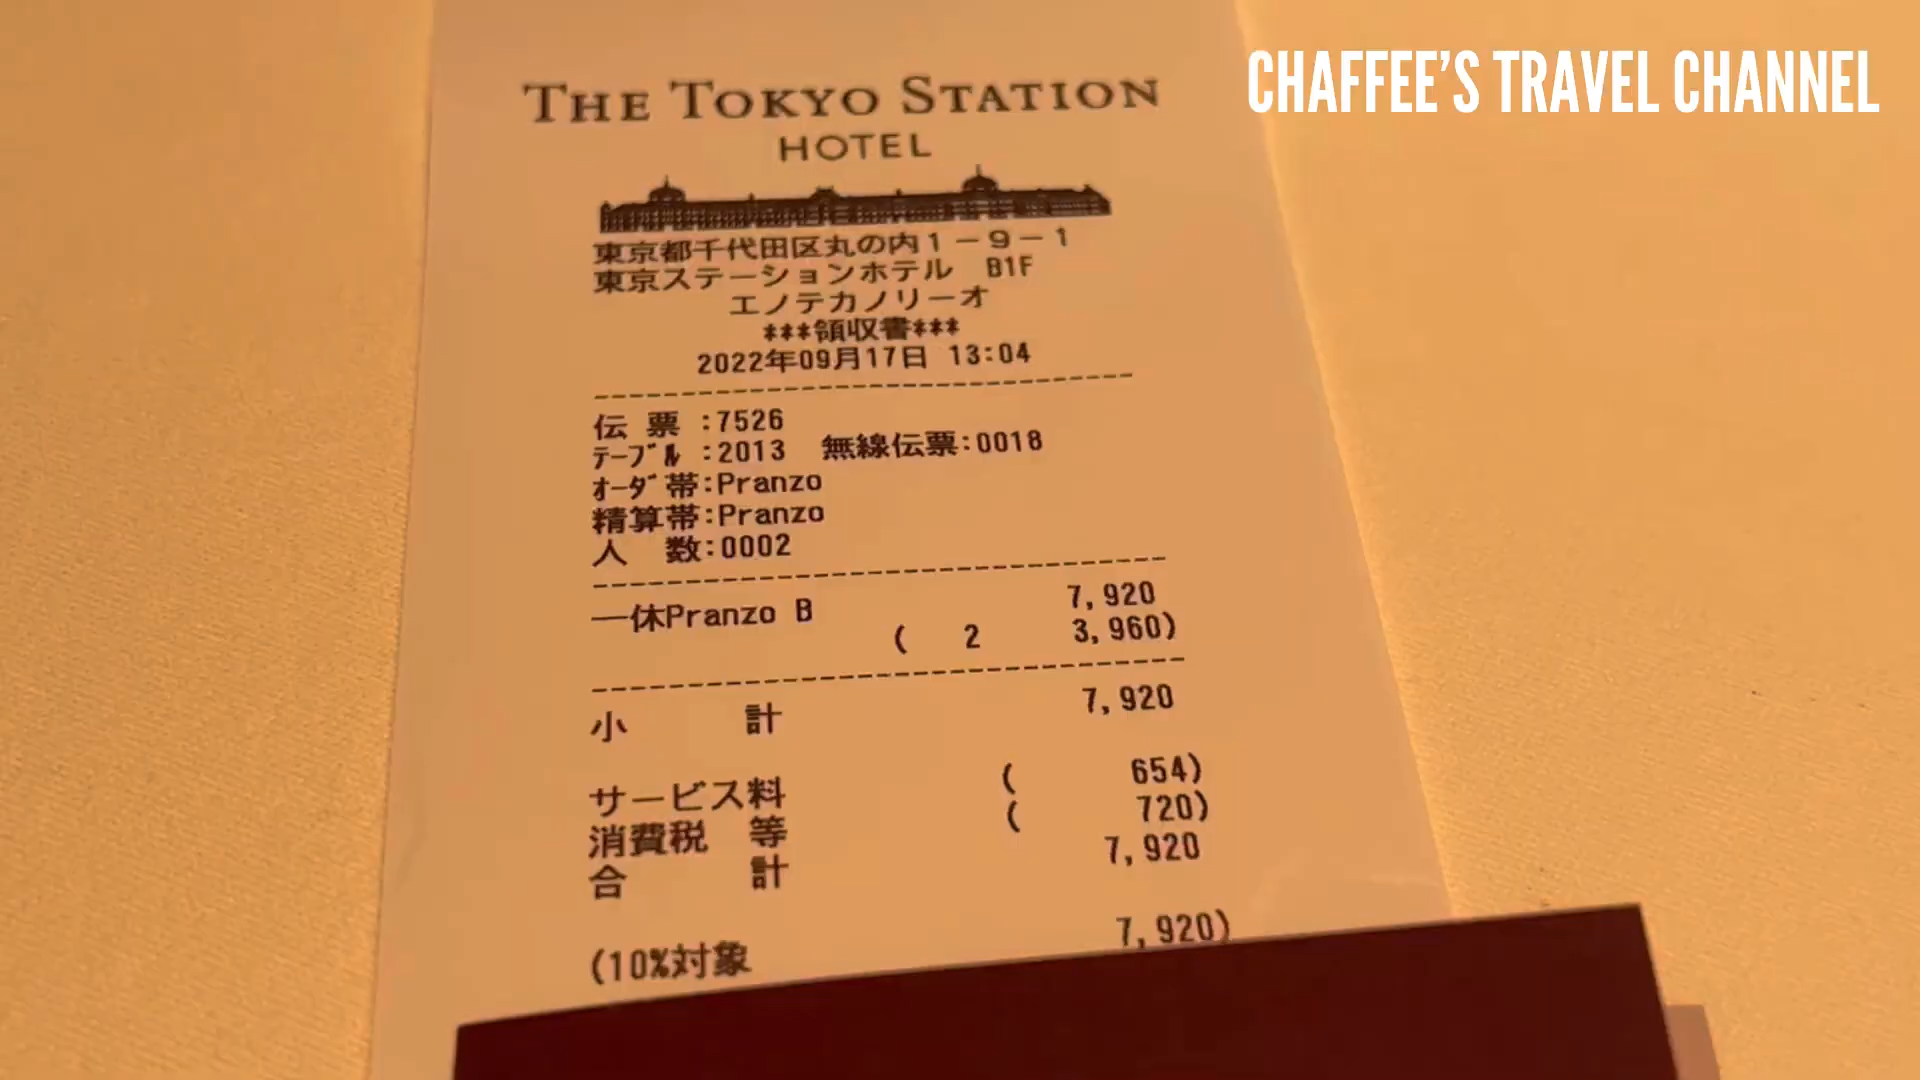 CHAFFEE'S TRAVEL CHANNEL
THE TOKYO STATION
HOTEL
東京都千代田区丸の内1-9-1
東京ステーションホテル B1F
エノテカノリーオ
***領収書***
2022年09月17日 13:04
伝 票 :7526
ﾃｰﾌﾞﾙ :2013 無線伝票:0018
ｵｰﾀﾞ帯:Pranzo
精算帯:Pranzo
人 数:0002
一休Pranzo B 7,920
( 2 3,960)
小 計 7,920
サービス料 ( 654)
消費税 等 ( 720)
合 計 7,920
(10%対象 7,920)